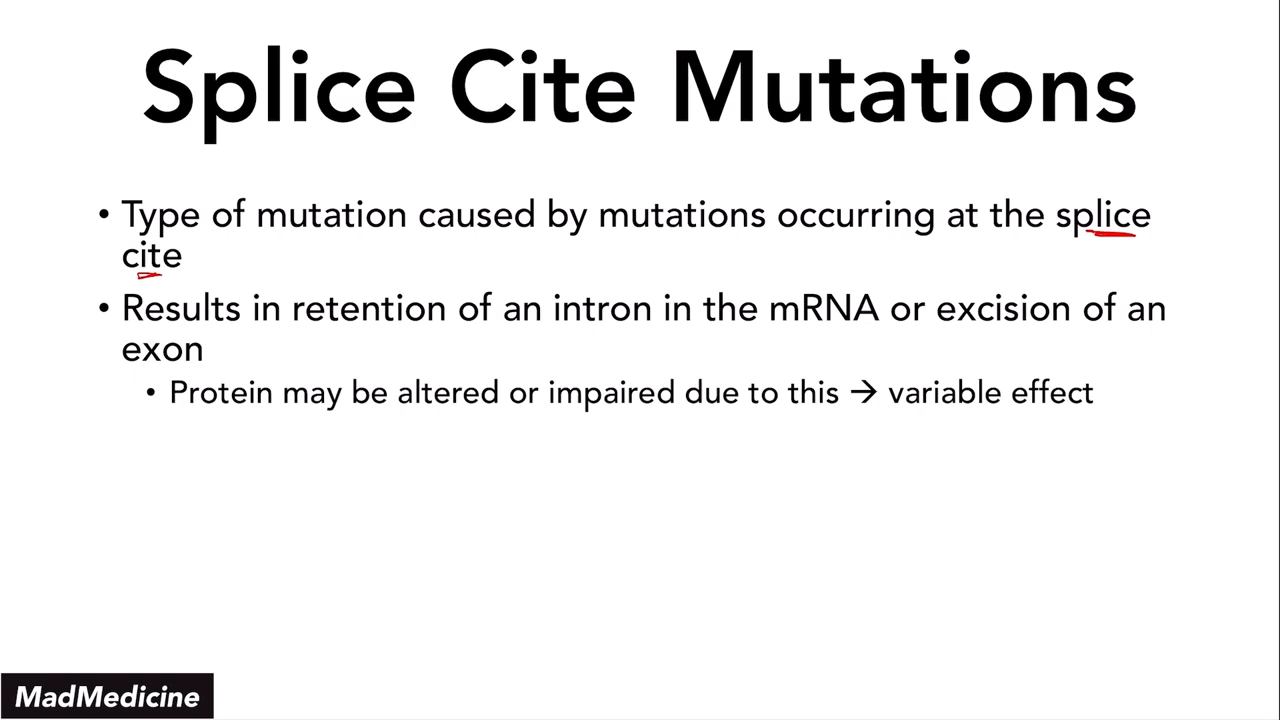 Splice Cite Mutations
• Type of mutation caused by mutations occurring at the splice
cite
• Results in retention of an intron in the mRNA or excision of an
exon
• Protein may be altered or impaired due to this → variable effect
MadMedicine